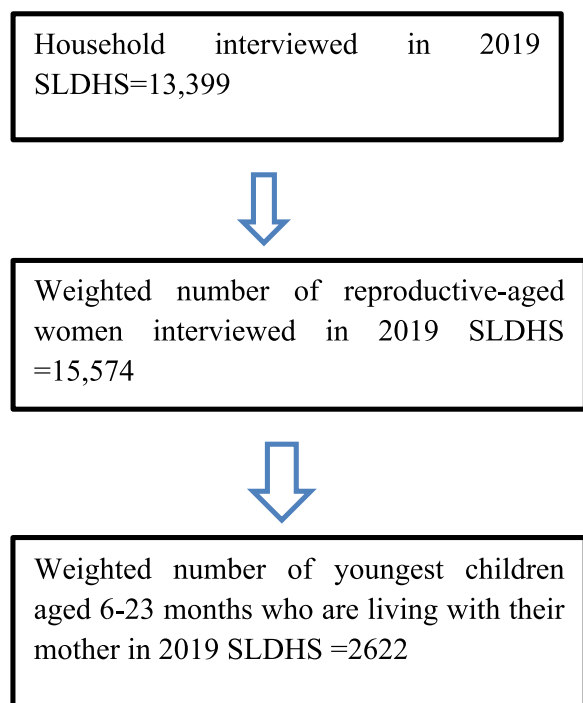 Household interviewed in 2019
SLDHS=13,399
Weighted number of reproductive-aged
women interviewed in 2019 SLDHS
=15,574
Weighted number of youngest children
aged 6-23 months who are living with their
mother in 2019 SLDHS =2622